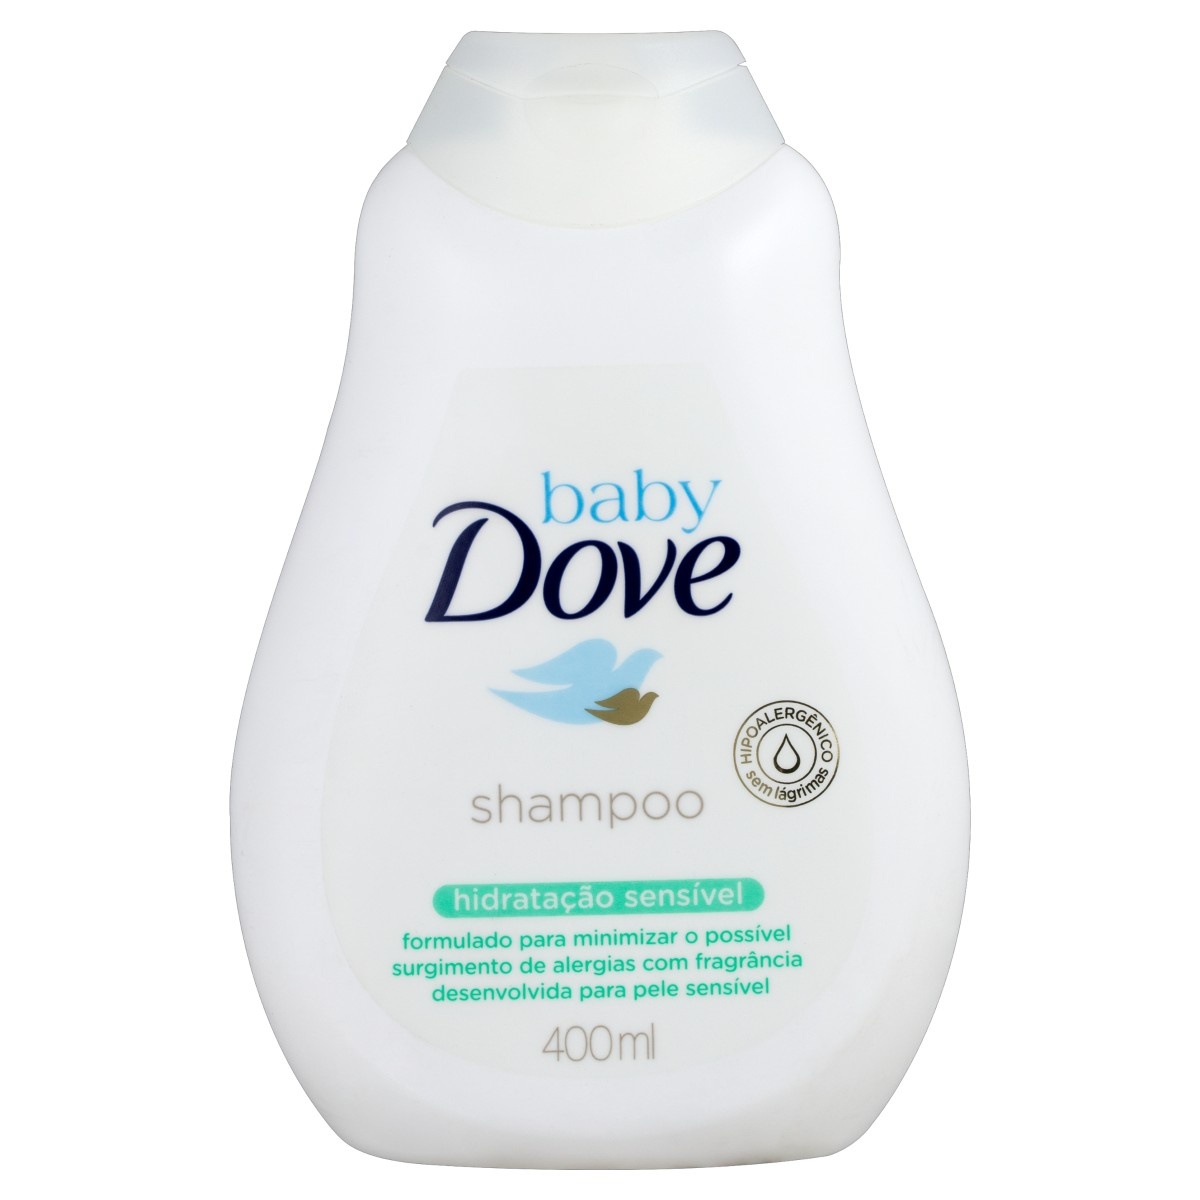 baby
Dove
HIPOALERGÊNICO
sem lágrimas
shampoo
hidratação sensível
formulado para minimizar o possível
surgimento de alergias com fragrância
desenvolvida para pele sensível
400ml